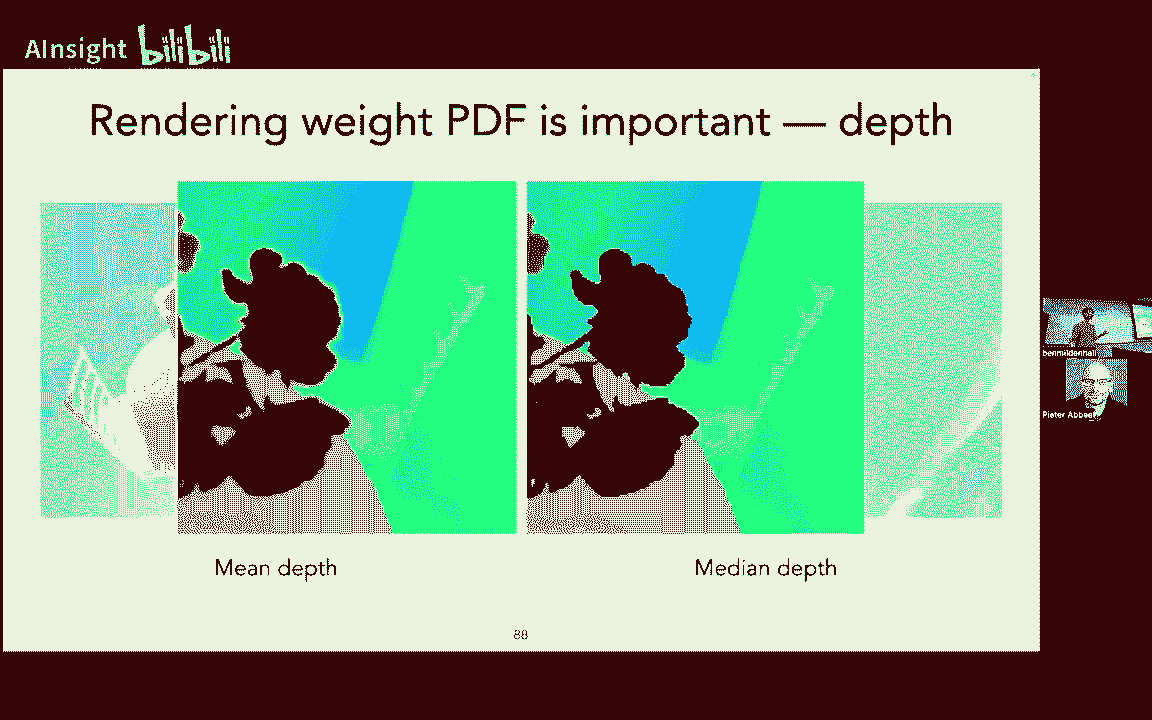 AInsight bilibili
Rendering weight PDF is important — depth
benmildenhall
Pieter Abbeel
Mean depth
Median depth
88